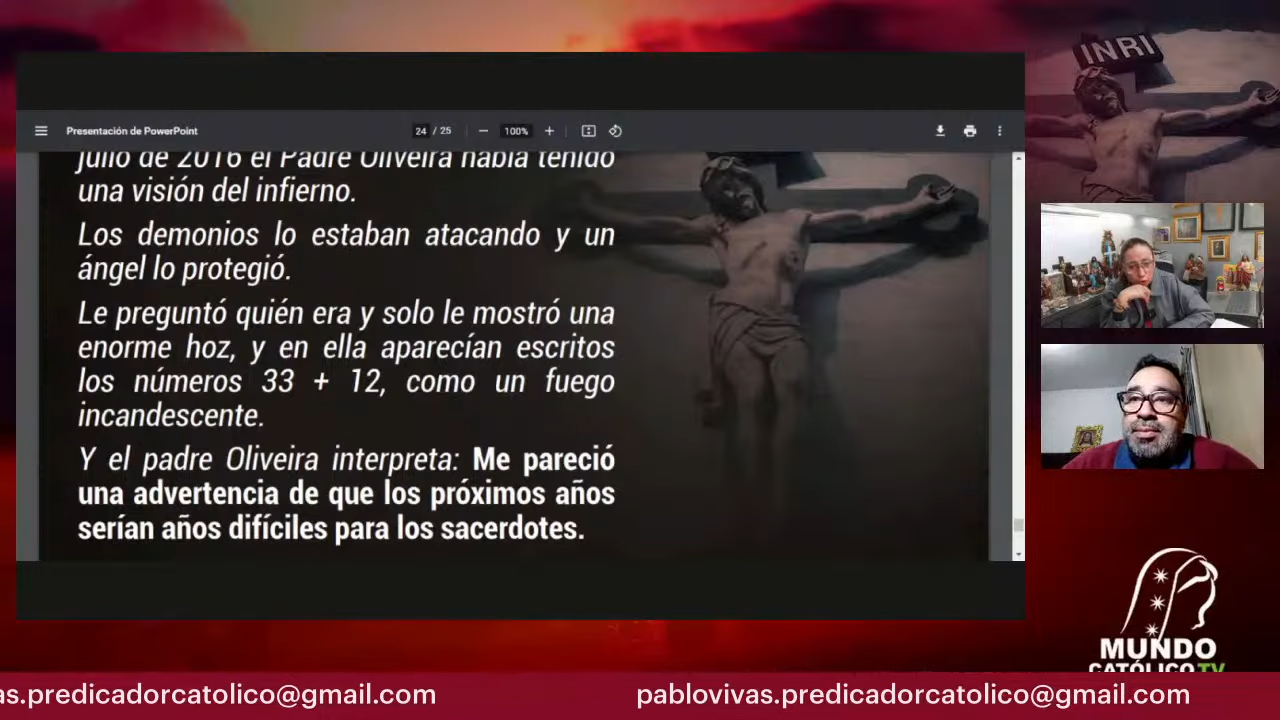 INRI
Presentación de PowerPoint
24 / 25
100%
julio de 2016 el Padre Oliveira había tenido
una visión del infierno.
Los demonios lo estaban atacando y un
ángel lo protegió.
Le preguntó quién era y solo le mostró una
enorme hoz, y en ella aparecían escritos
los números 33 + 12, como un fuego
incandescente.
Y el padre Oliveira interpreta: Me pareció
una advertencia de que los próximos años
serían años difíciles para los sacerdotes.
MUNDO
CATÓLICO TV
as.predicadorcatolico@gmail.com
pablovivas.predicadorcatolico@gmail.com